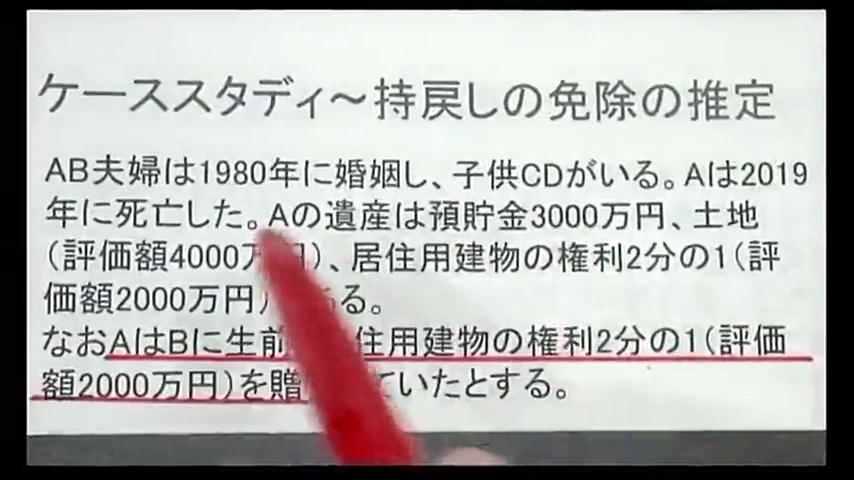 ケーススタディ～持戻しの免除の推定
AB夫婦は1980年に婚姻し、子供CDがいる。Aは2019
年に死亡した。Aの遺産は預貯金3000万円、土地
（評価額4000万円）、居住用建物の権利2分の1（評
価額2000万円）である。
なおAはBに生前 住用建物の権利2分の1（評価
額2000万円）を贈 ていたとする。